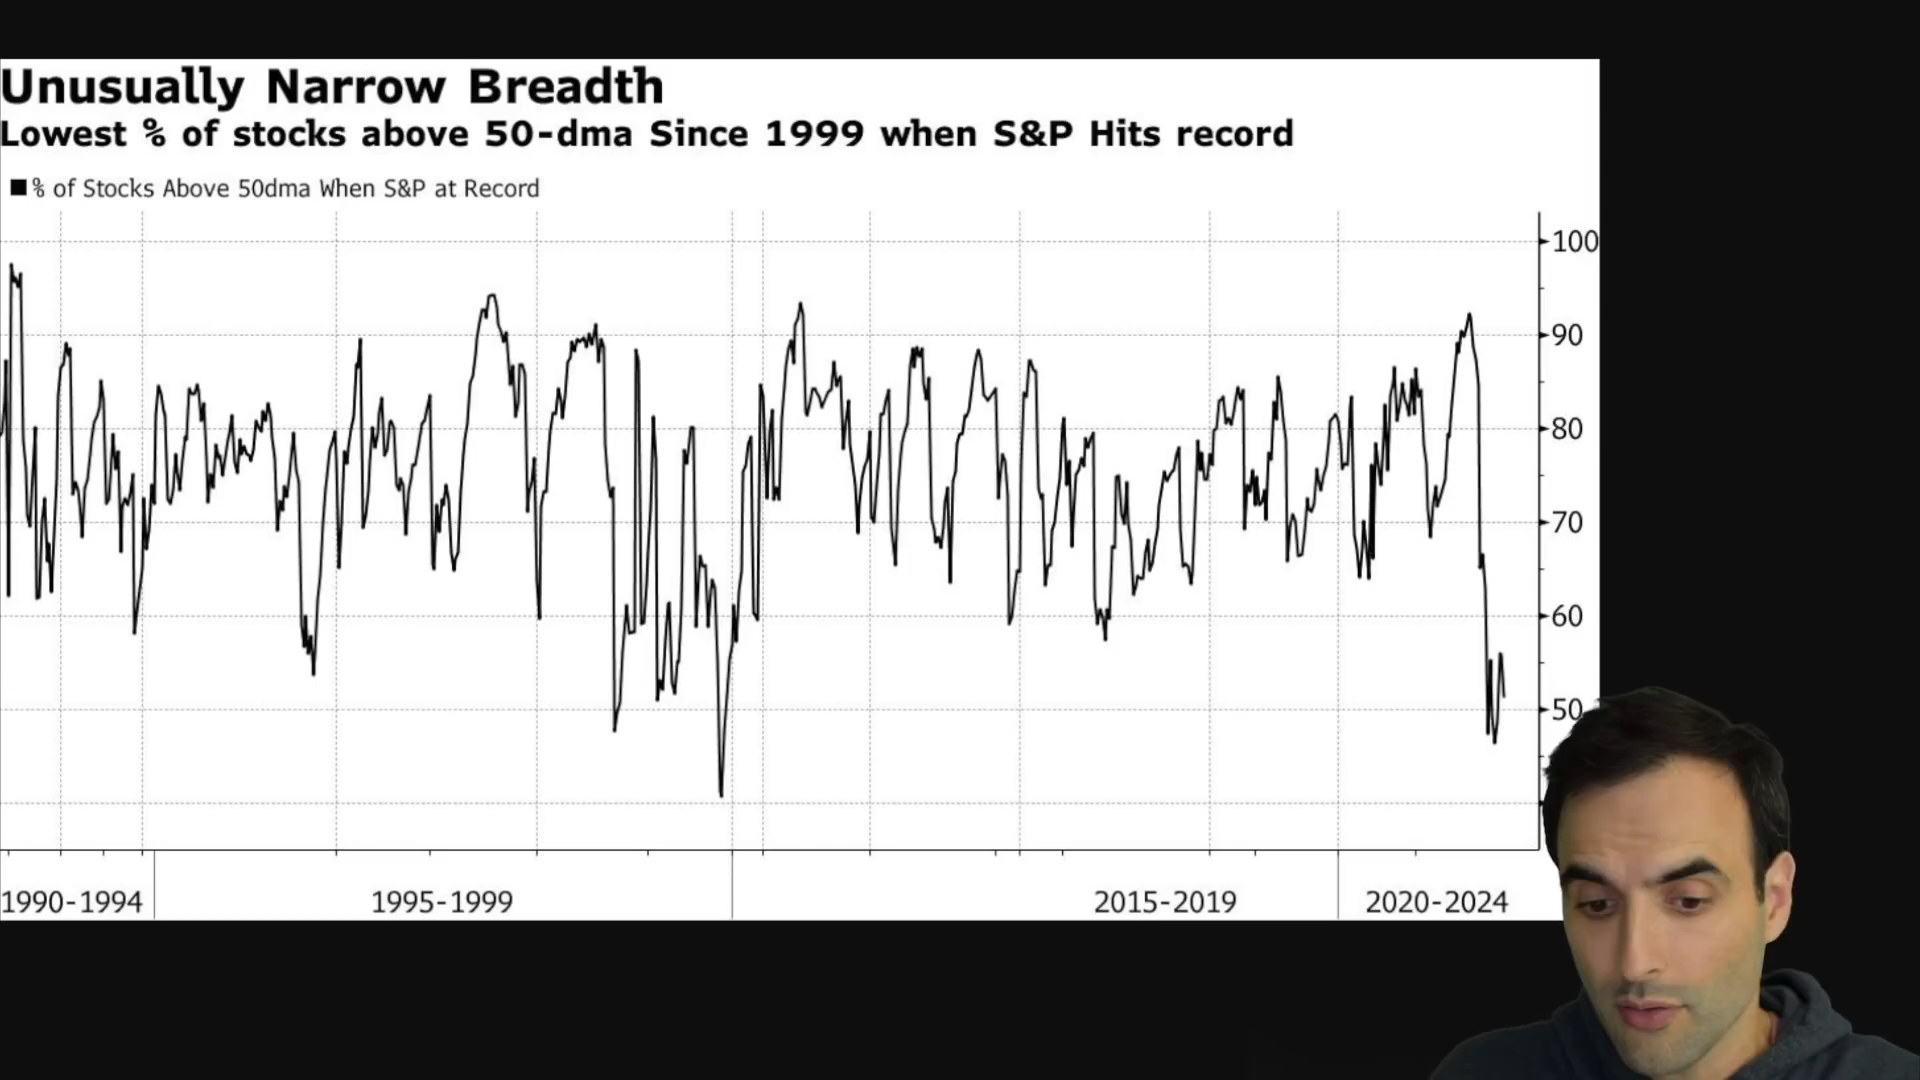 Unusually Narrow Breadth
Lowest % of stocks above 50-dma Since 1999 when S&P Hits record
% of Stocks Above 50dma When S&P at Record
100
90
80
70
60
50
1990-1994 1995-1999 2015-2019 2020-2024